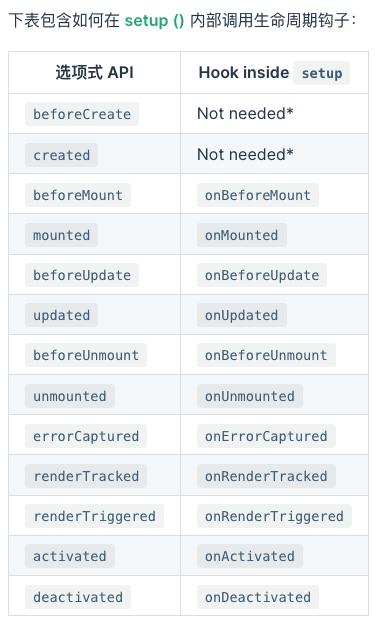 下表包含如何在 setup () 内部调用生命周期钩子：
选项式 API Hook inside setup
beforeCreate Not needed*
created Not needed*
beforeMount onBeforeMount
mounted onMounted
beforeUpdate onBeforeUpdate
updated onUpdated
beforeUnmount onBeforeUnmount
unmounted onUnmounted
errorCaptured onErrorCaptured
renderTracked onRenderTracked
renderTriggered onRenderTriggered
activated onActivated
deactivated onDeactivated